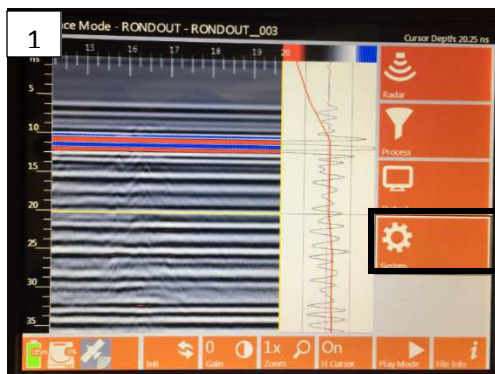 1
ace Mode - RONDOUT - RONDOUT__003
Cursor Depth: 20.25 ns
ns 15 16 17 18 19 20
5
10
15
20
25
30
35
Radar
Process
System
Init
0
Gain
1x
Zoom
On
H Cursor
Play Mode
File Info